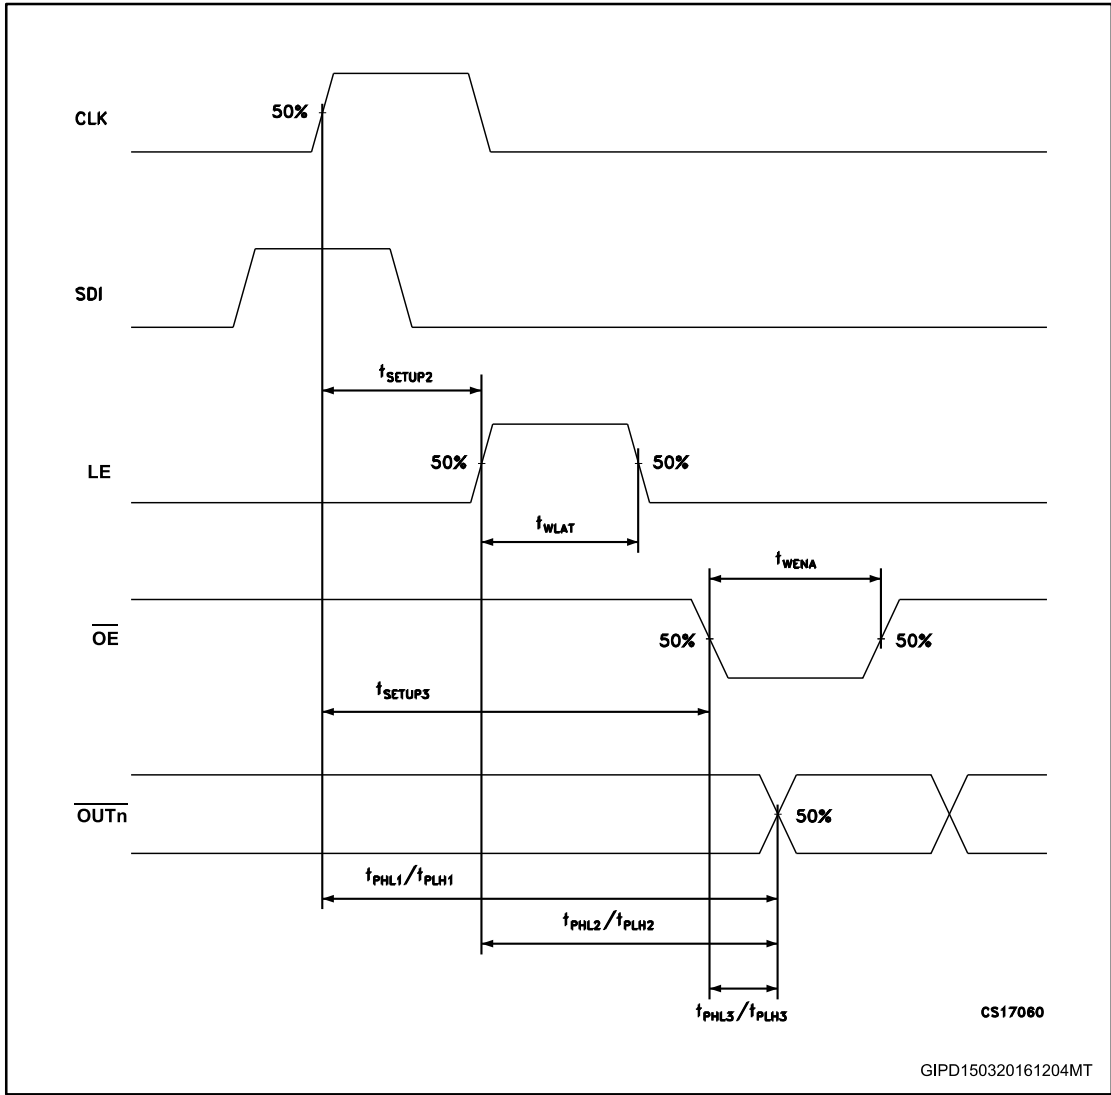 CLK
50%
SDI
tSETUP2
LE
50%
50%
tWLAT
tWENA
OE
50%
50%
tSETUP3
OUTn
50%
tPHL1/tPLH1
tPHL2/tPLH2
tPHL3/tPLH3
CS17060
GIPD150320161204MT